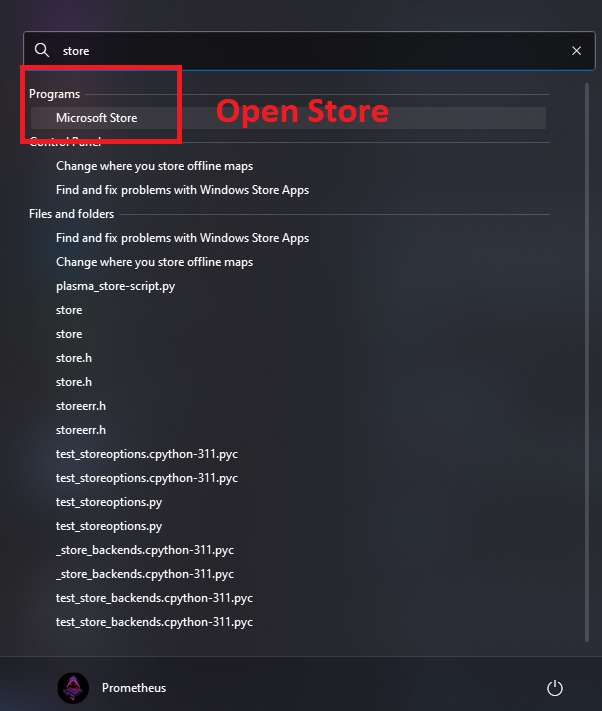 store
Programs
Microsoft Store
Open Store
Control Panel
Change where you store offline maps
Find and fix problems with Windows Store Apps
Files and folders
Find and fix problems with Windows Store Apps
Change where you store offline maps
plasma_store-script.py
store
store
store.h
store.h
storeerr.h
storeerr.h
test_storeoptions.cpython-311.pyc
test_storeoptions.cpython-311.pyc
test_storeoptions.py
test_storeoptions.py
_store_backends.cpython-311.pyc
_store_backends.cpython-311.pyc
test_store_backends.cpython-311.pyc
test_store_backends.cpython-311.pyc
Prometheus